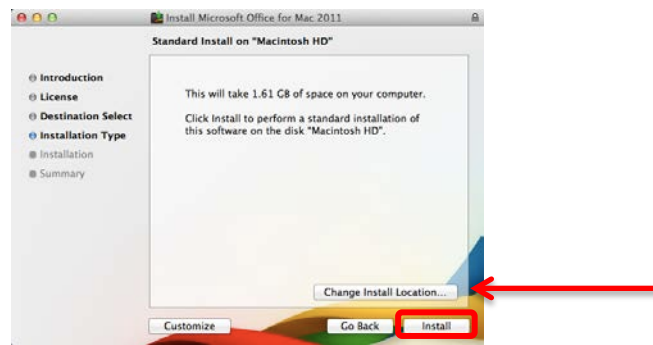 Install Microsoft Office for Mac 2011
Standard Install on "Macintosh HD"
Introduction
License
Destination Select
Installation Type
Installation
Summary
This will take 1.61 GB of space on your computer.
Click Install to perform a standard installation of
this software on the disk "Macintosh HD".
Change Install Location...
Customize
Go Back
Install